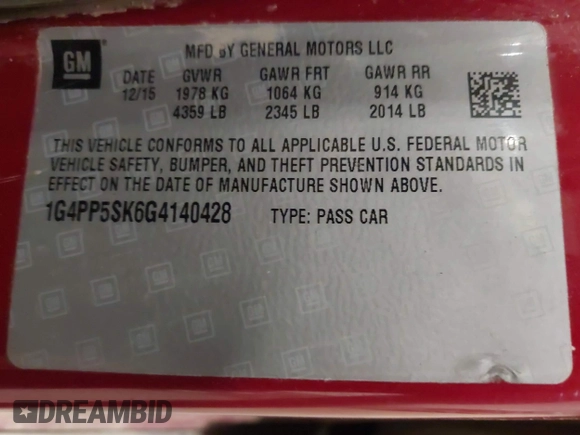 GM
MFD BY GENERAL MOTORS LLC
DATE GVWR GAWR FRT GAWR RR
12/15 1978 KG 1064 KG 914 KG
4359 LB 2345 LB 2014 LB
THIS VEHICLE CONFORMS TO ALL APPLICABLE U.S. FEDERAL MOTOR
VEHICLE SAFETY, BUMPER, AND THEFT PREVENTION STANDARDS IN
EFFECT ON THE DATE OF MANUFACTURE SHOWN ABOVE.
1G4PP5SK6G4140428 TYPE: PASS CAR
DREAMBID